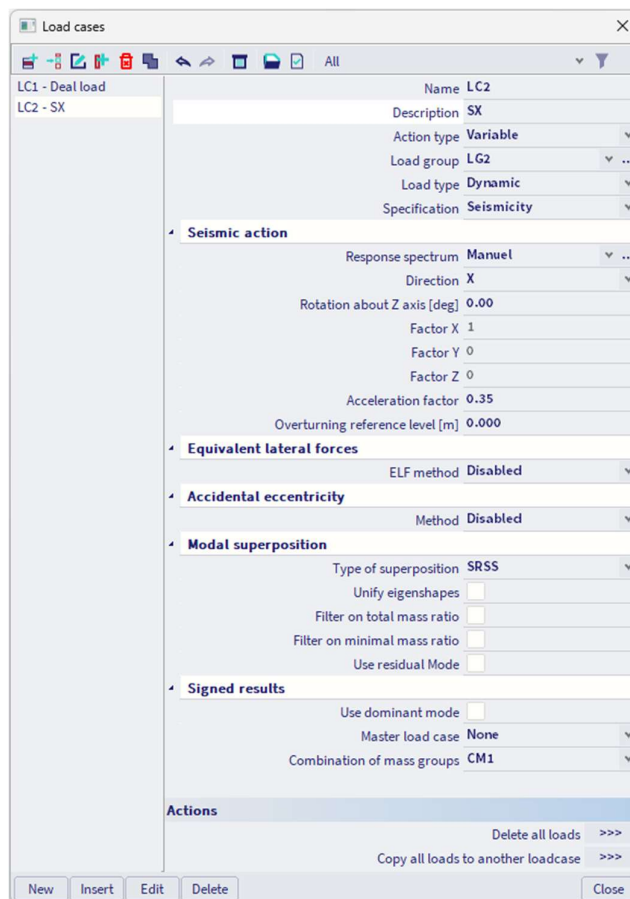 Load cases
All
LC1 - Deal load
LC2 - SX
Name LC2
Description SX
Action type Variable
Load group LG2 ..
Load type Dynamic
Specification Seismicity
Seismic action
Response spectrum Manuel ..
Direction X
Rotation about Z axis [deg] 0.00
Factor X 1
Factor Y 0
Factor Z 0
Acceleration factor 0.35
Overturning reference level [m] 0.000
Equivalent lateral forces
ELF method Disabled
Accidental eccentricity
Method Disabled
Modal superposition
Type of superposition SRSS
Unify eigenshapes
Filter on total mass ratio
Filter on minimal mass ratio
Use residual Mode
Signed results
Use dominant mode
Master load case None
Combination of mass groups CM1
Actions
Delete all loads >>>
Copy all loads to another loadcase >>>
New Insert Edit Delete Close